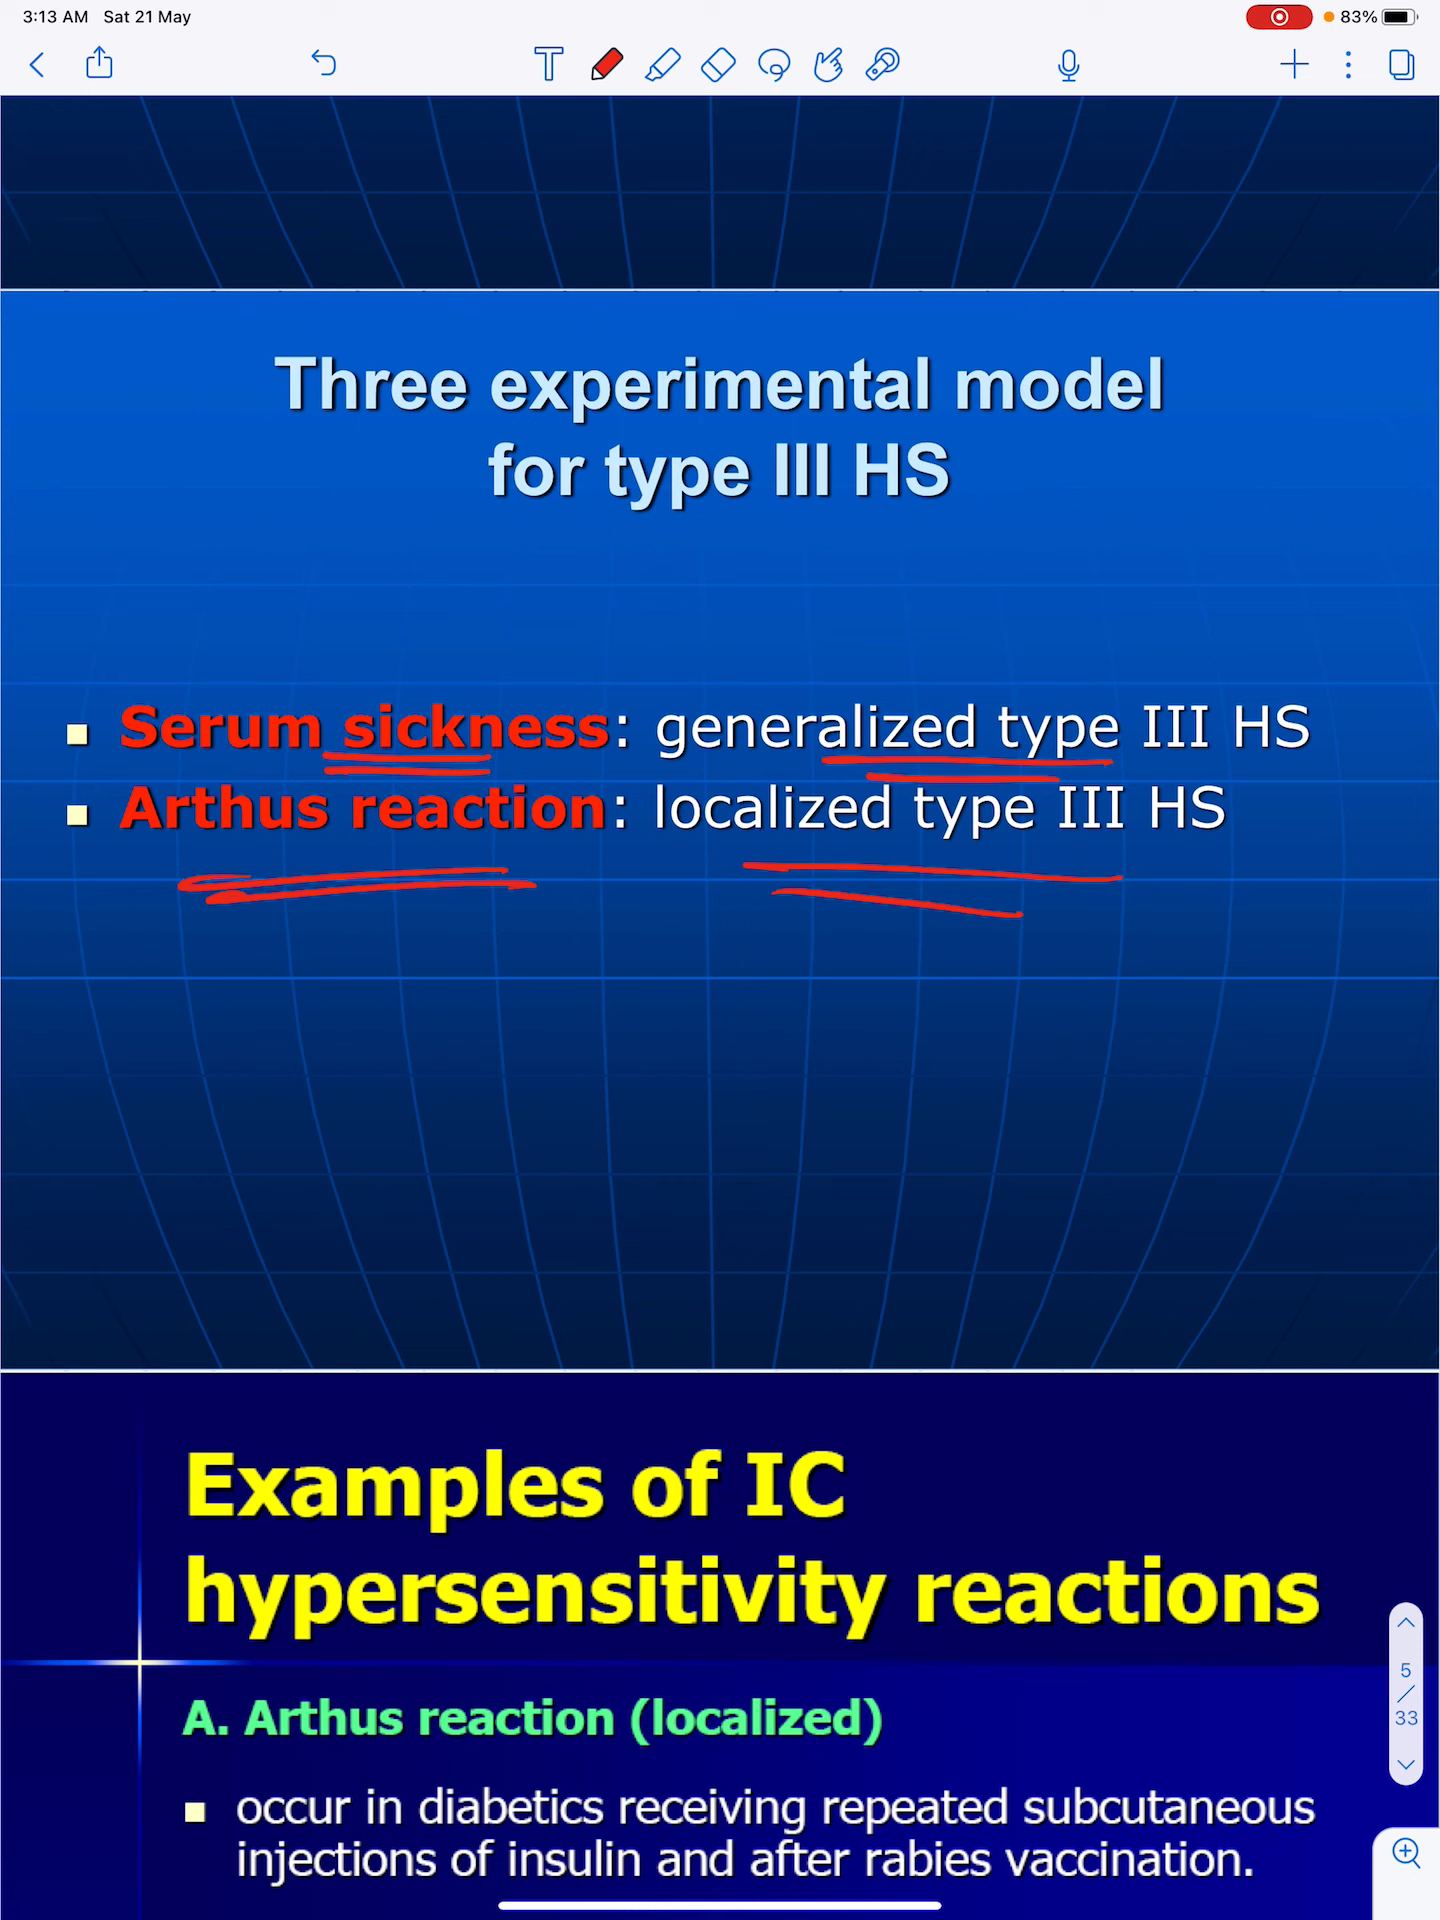 3:13 AM Sat 21 May
83%
Three experimental model
for type III HS
Serum sickness: generalized type III HS
Arthus reaction: localized type III HS
Examples of IC
hypersensitivity reactions
A. Arthus reaction (localized)
occur in diabetics receiving repeated subcutaneous
injections of insulin and after rabies vaccination.
5
/
33